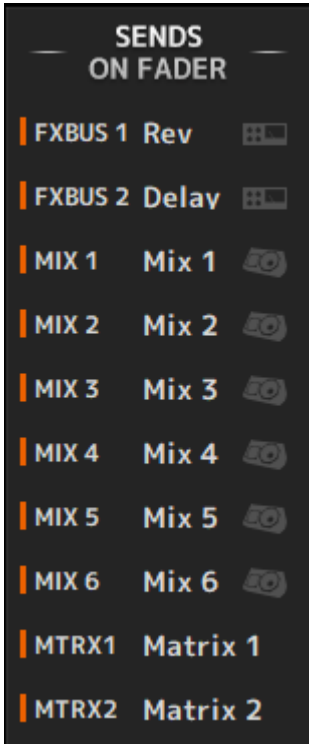 SENDS
ON FADER
FXBUS 1 Rev
FXBUS 2 Delay
MIX 1 Mix 1
MIX 2 Mix 2
MIX 3 Mix 3
MIX 4 Mix 4
MIX 5 Mix 5
MIX 6 Mix 6
MTRX1 Matrix 1
MTRX2 Matrix 2